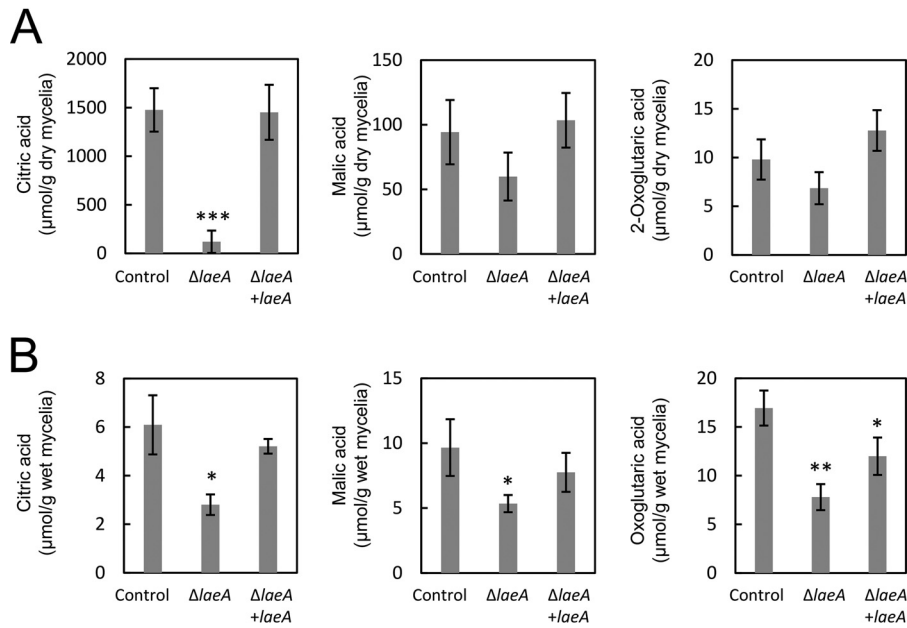 A
Citric acid
(μmol/g dry mycelia)
2000
1500
1000
500
0
***
Control
ΔlaeA
ΔlaeA
+laeA
Malic acid
(μmol/g dry mycelia)
150
100
50
0
Control
ΔlaeA
ΔlaeA
+laeA
2-Oxoglutaric acid
(μmol/g dry mycelia)
20
15
10
5
0
Control
ΔlaeA
ΔlaeA
+laeA
B
Citric acid
(μmol/g wet mycelia)
8
6
4
2
0
*
Control
ΔlaeA
ΔlaeA
+laeA
Malic acid
(μmol/g wet mycelia)
15
10
5
0
*
Control
ΔlaeA
ΔlaeA
+laeA
Oxoglutaric acid
(μmol/g wet mycelia)
20
15
10
5
0
**
*
Control
ΔlaeA
ΔlaeA
+laeA